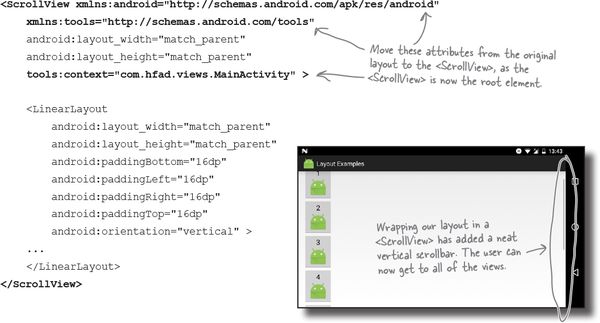 <ScrollView xmlns:android="http://schemas.android.com/apk/res/android"
xmlns:tools="http://schemas.android.com/tools"
android:layout_width="match_parent"
android:layout_height="match_parent"
tools:context="com.hfad.views.MainActivity" >
Move these attributes from the original
layout to the <ScrollView>, as the
<ScrollView> is now the root element.
<LinearLayout
android:layout_width="match_parent"
android:layout_height="match_parent"
android:paddingBottom="16dp"
android:paddingLeft="16dp"
android:paddingRight="16dp"
android:paddingTop="16dp"
android:orientation="vertical" >
...
</LinearLayout>
</ScrollView>
13:43
Layout Examples
1
2
3
4
Wrapping our layout in a
<ScrollView> has added a neat
vertical scrollbar. The user can
now get to all of the views.